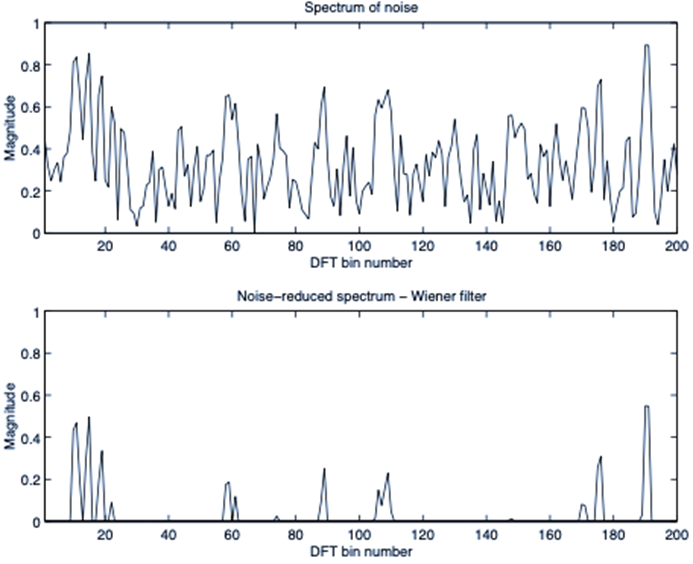 Spectrum of noise
1
0.8
0.6
0.4
0.2
0
Magnitude
20 40 60 80 100 120 140 160 180 200
DFT bin number
Noise−reduced spectrum − Wiener filter
1
0.8
0.6
0.4
0.2
0
Magnitude
20 40 60 80 100 120 140 160 180 200
DFT bin number